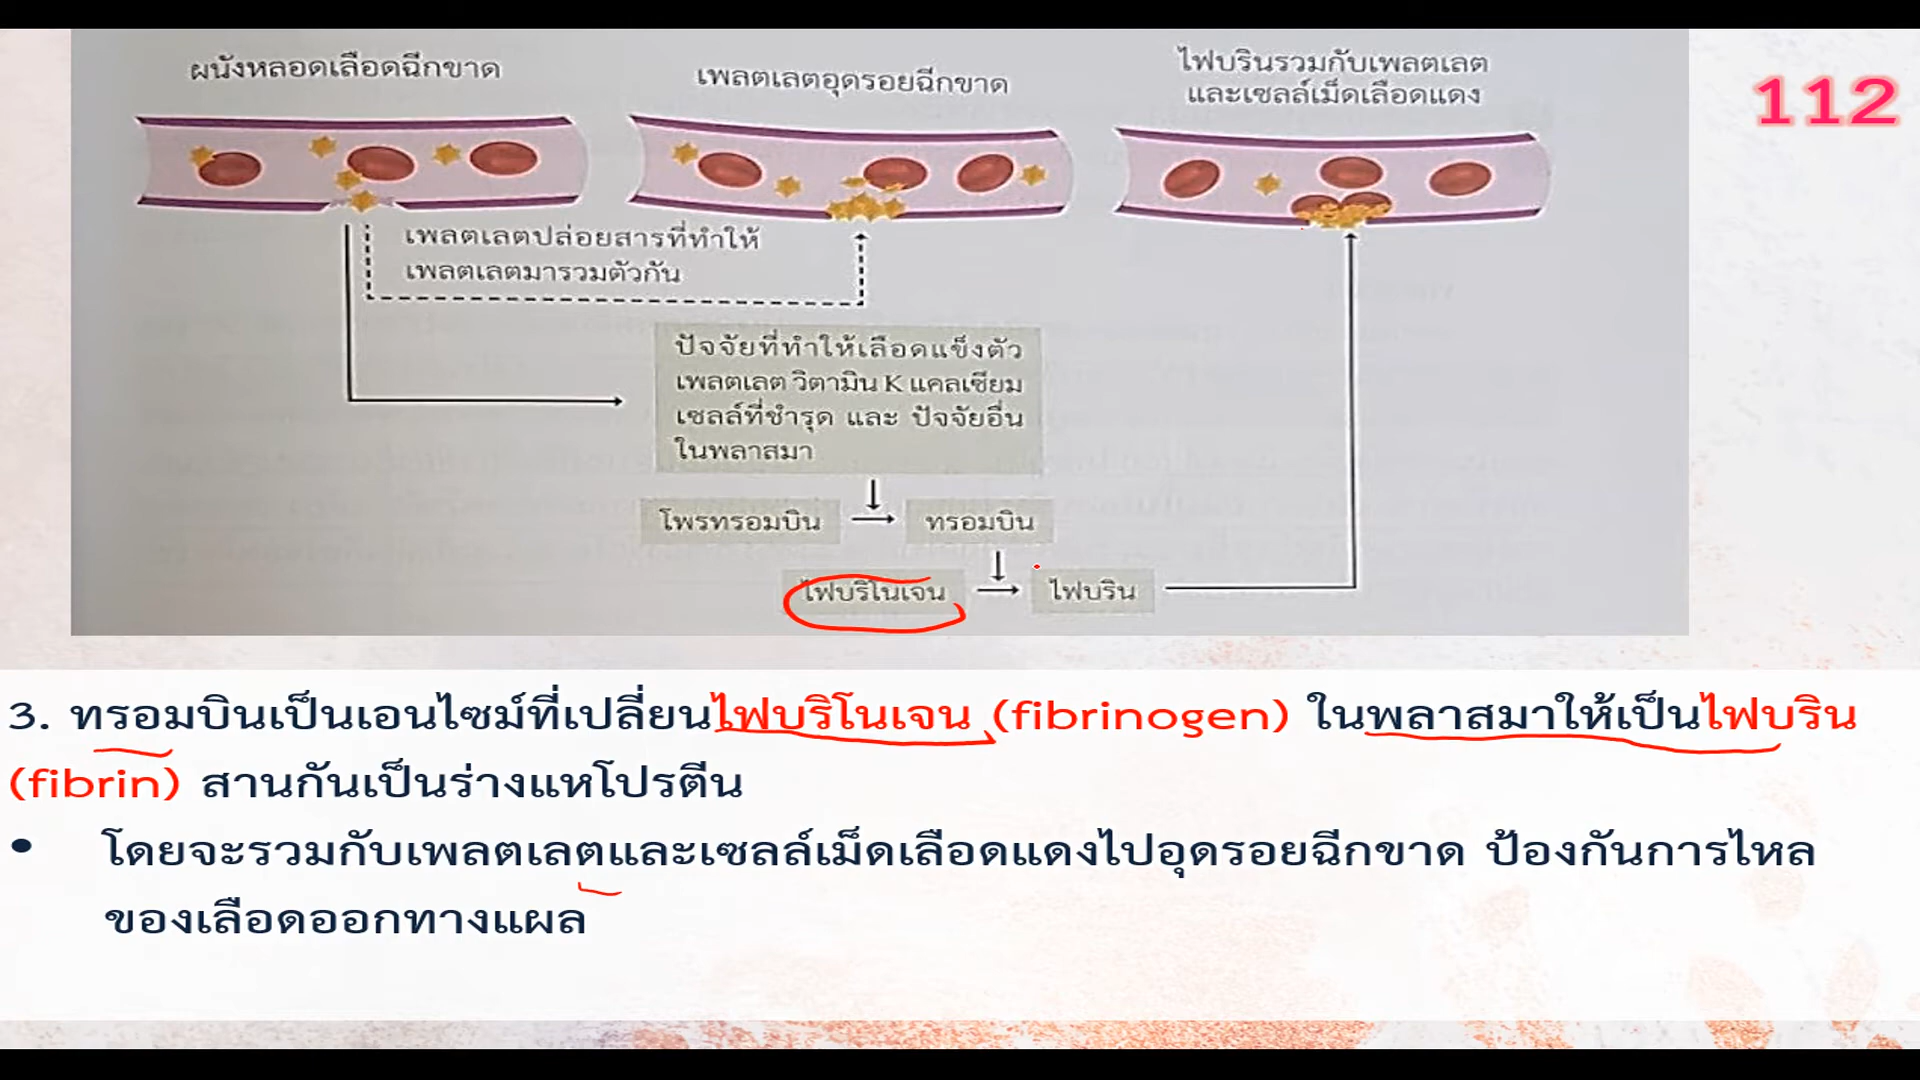 ผนังหลอดเลือดฉีกขาด
เพลตเลตอุดรอยฉีกขาด
ไฟบรินรวมกับเพลตเลต
และเซลล์เม็ดเลือดแดง
112
เพลตเลตปล่อยสารที่ทำให้
เพลตเลตมารวมตัวกัน
ปัจจัยที่ทำให้เลือดแข็งตัว
เพลตเลต วิตามิน K แคลเซียม
เซลล์ที่ชำรุด และ ปัจจัยอื่น
ในพลาสมา
โพรทรอมบิน
ทรอมบิน
ไฟบริโนเจน
ไฟบริน
3. ทรอมบินเป็นเอนไซม์ที่เปลี่ยนไฟบริโนเจน (fibrinogen) ในพลาสมาให้เป็นไฟบริน
(fibrin) สานกันเป็นร่างแหโปรตีน
• โดยจะรวมกับเพลตเลตและเซลล์เม็ดเลือดแดงไปอุดรอยฉีกขาด ป้องกันการไหล
ของเลือดออกทางแผล